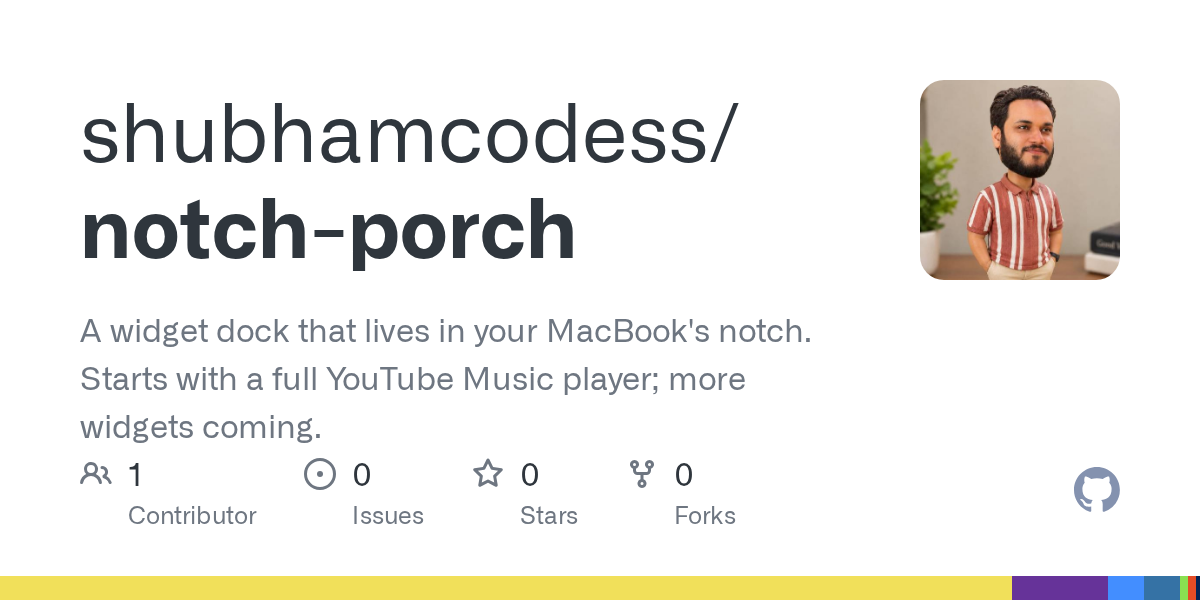 shubhamcodess/
notch-porch
A widget dock that lives in your MacBook's notch.
Starts with a full YouTube Music player; more
widgets coming.
1 0 0 0
Contributor Issues Stars Forks
Good